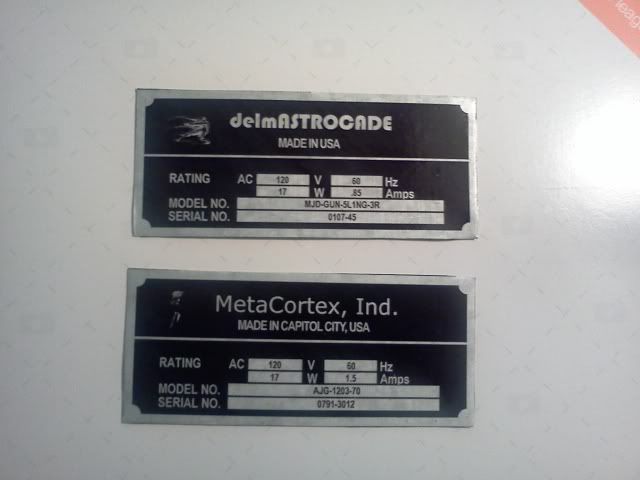 delmASTROCADE
MADE IN USA
RATING AC 120 V 60 Hz
17 W .85 Amps
MODEL NO. MJD-GUN-5L1NG-3R
SERIAL NO. 0107-45
MetaCortex, Ind.
MADE IN CAPITOL CITY, USA
RATING AC 120 V 60 Hz
17 W 1.5 Amps
MODEL NO. AJG-1203-70
SERIAL NO. 0791-3012